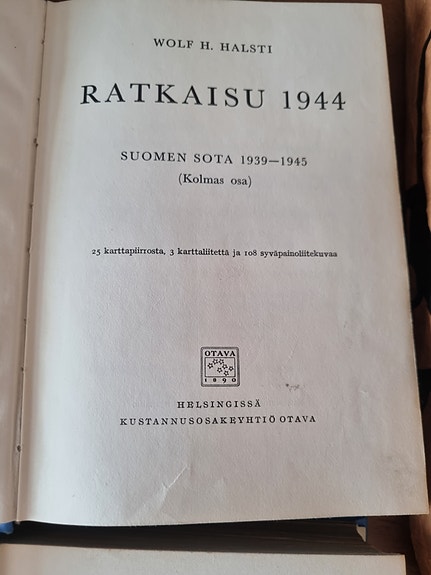 WOLF H. HALSTI
RATKAISU 1944
SUOMEN SOTA 1939—1945
(Kolmas osa)
25 karttapiirrosta, 3 karttaliitettä ja 108 syväpainoliitekuvaa
OTAVA
1890
HELSINGISSÄ
KUSTANNUSOSAKEYHTIÖ OTAVA